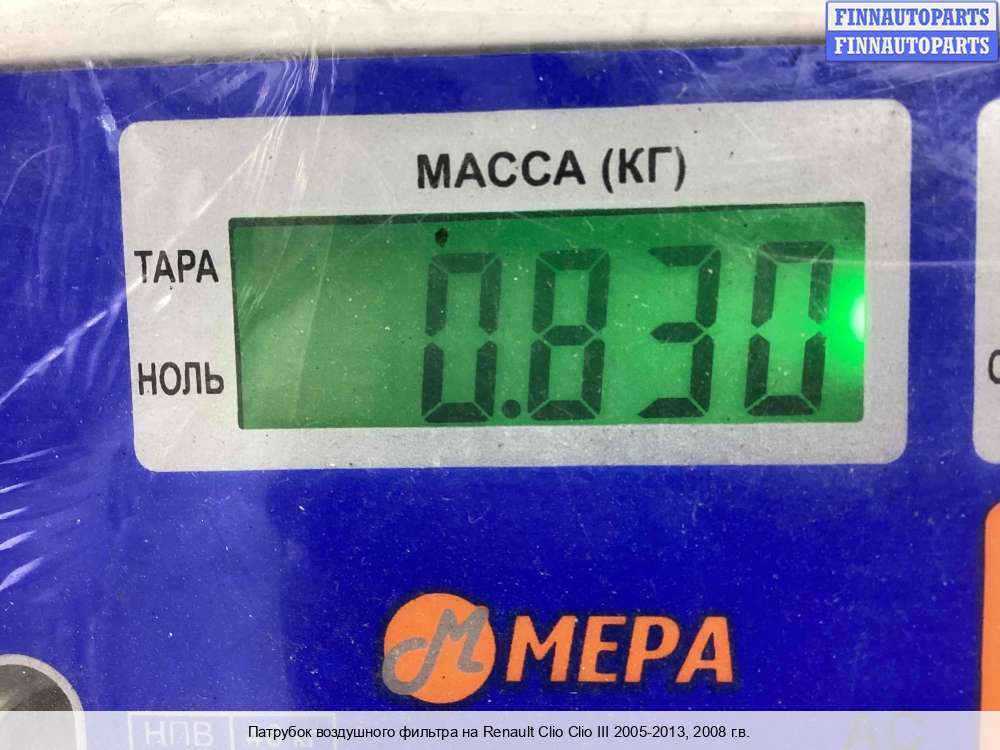 FINNAUTOPARTS
FINNAUTOPARTS
МАССА (КГ)
ТАРА
0.830
НОЛЬ
МЕРА
НПВ
АС
Патрубок воздушного фильтра на Renault Clio Clio III 2005-2013, 2008 г.в.